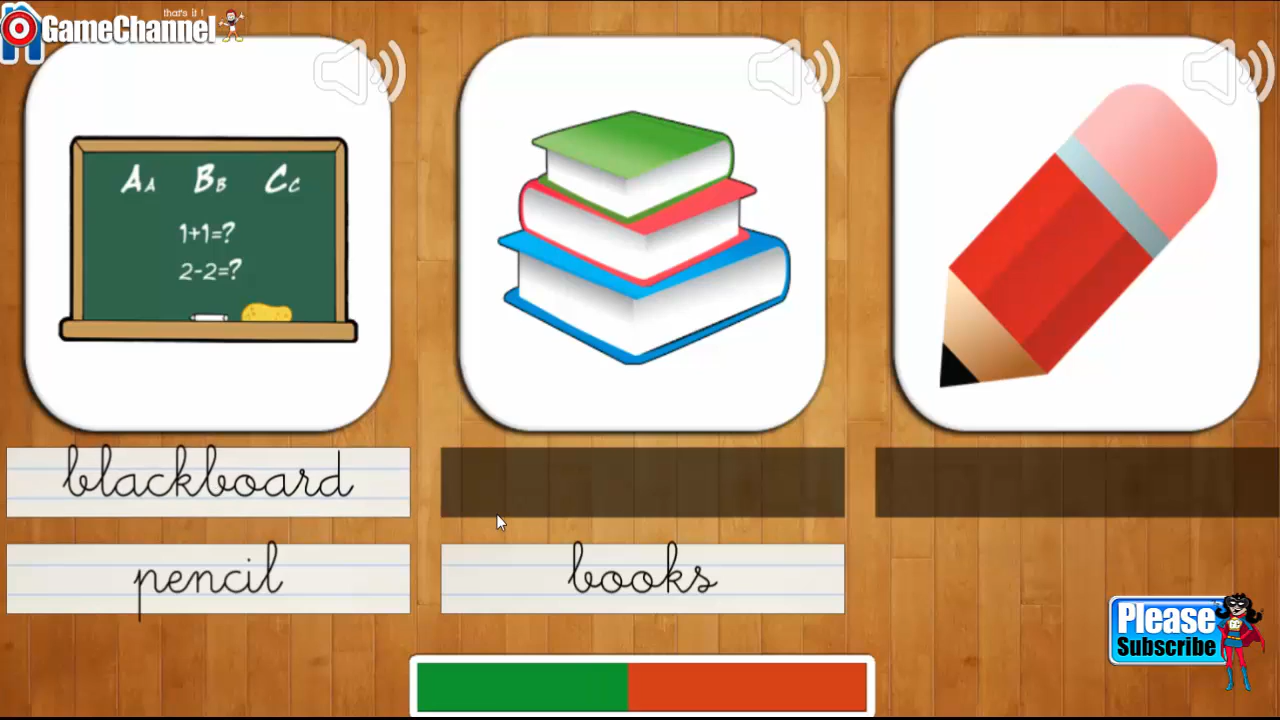 that's it !
GameChannel
AA BB CC
1+1=?
2-2=?
blackboard
pencil
books
Please
Subscribe